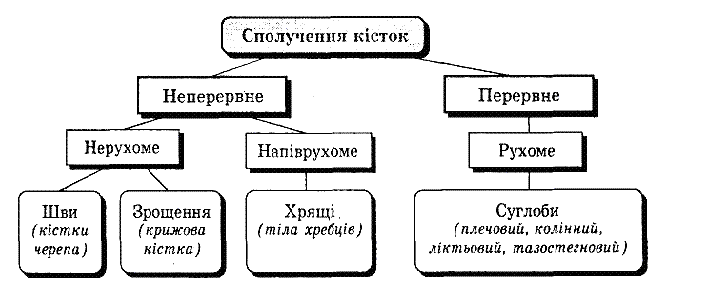 Сполучення кісток
Неперервне
Перервне
Нерухоме
Напіврухоме
Рухоме
Шви
(кістки
черепа)
Зрощення
(крижова
кістка)
Хрящі
(тіла хребців)
Суглоби
(плечовий, колінний,
ліктьовий, тазостегновий)